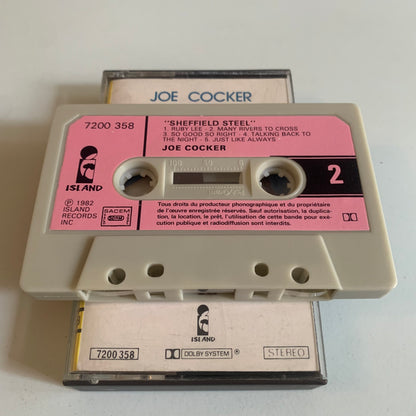 JOE COCKER
7200 358
"SHEFFIELD STEEL"
1. RUBY LEE - 2. MANY RIVERS TO CROSS
3. SO GOOD SO RIGHT - 4. TALKING BACK TO
THE NIGHT - 5. JUST LIKE ALWAYS
JOE COCKER
ISLAND
100 50 0
2
℗ 1982
ISLAND
RECORDS
INC
SACEM
Tous droits du producteur phonographique et du propriétaire
de l'œuvre enregistrée réservés. Sauf autorisation, la duplica-
tion, la location, le prêt, l'utilisation de cette bande pour exé-
cution publique et radiodiffusion sont interdits.
ISLAND
7200 358
DOLBY SYSTEM ®
STEREO